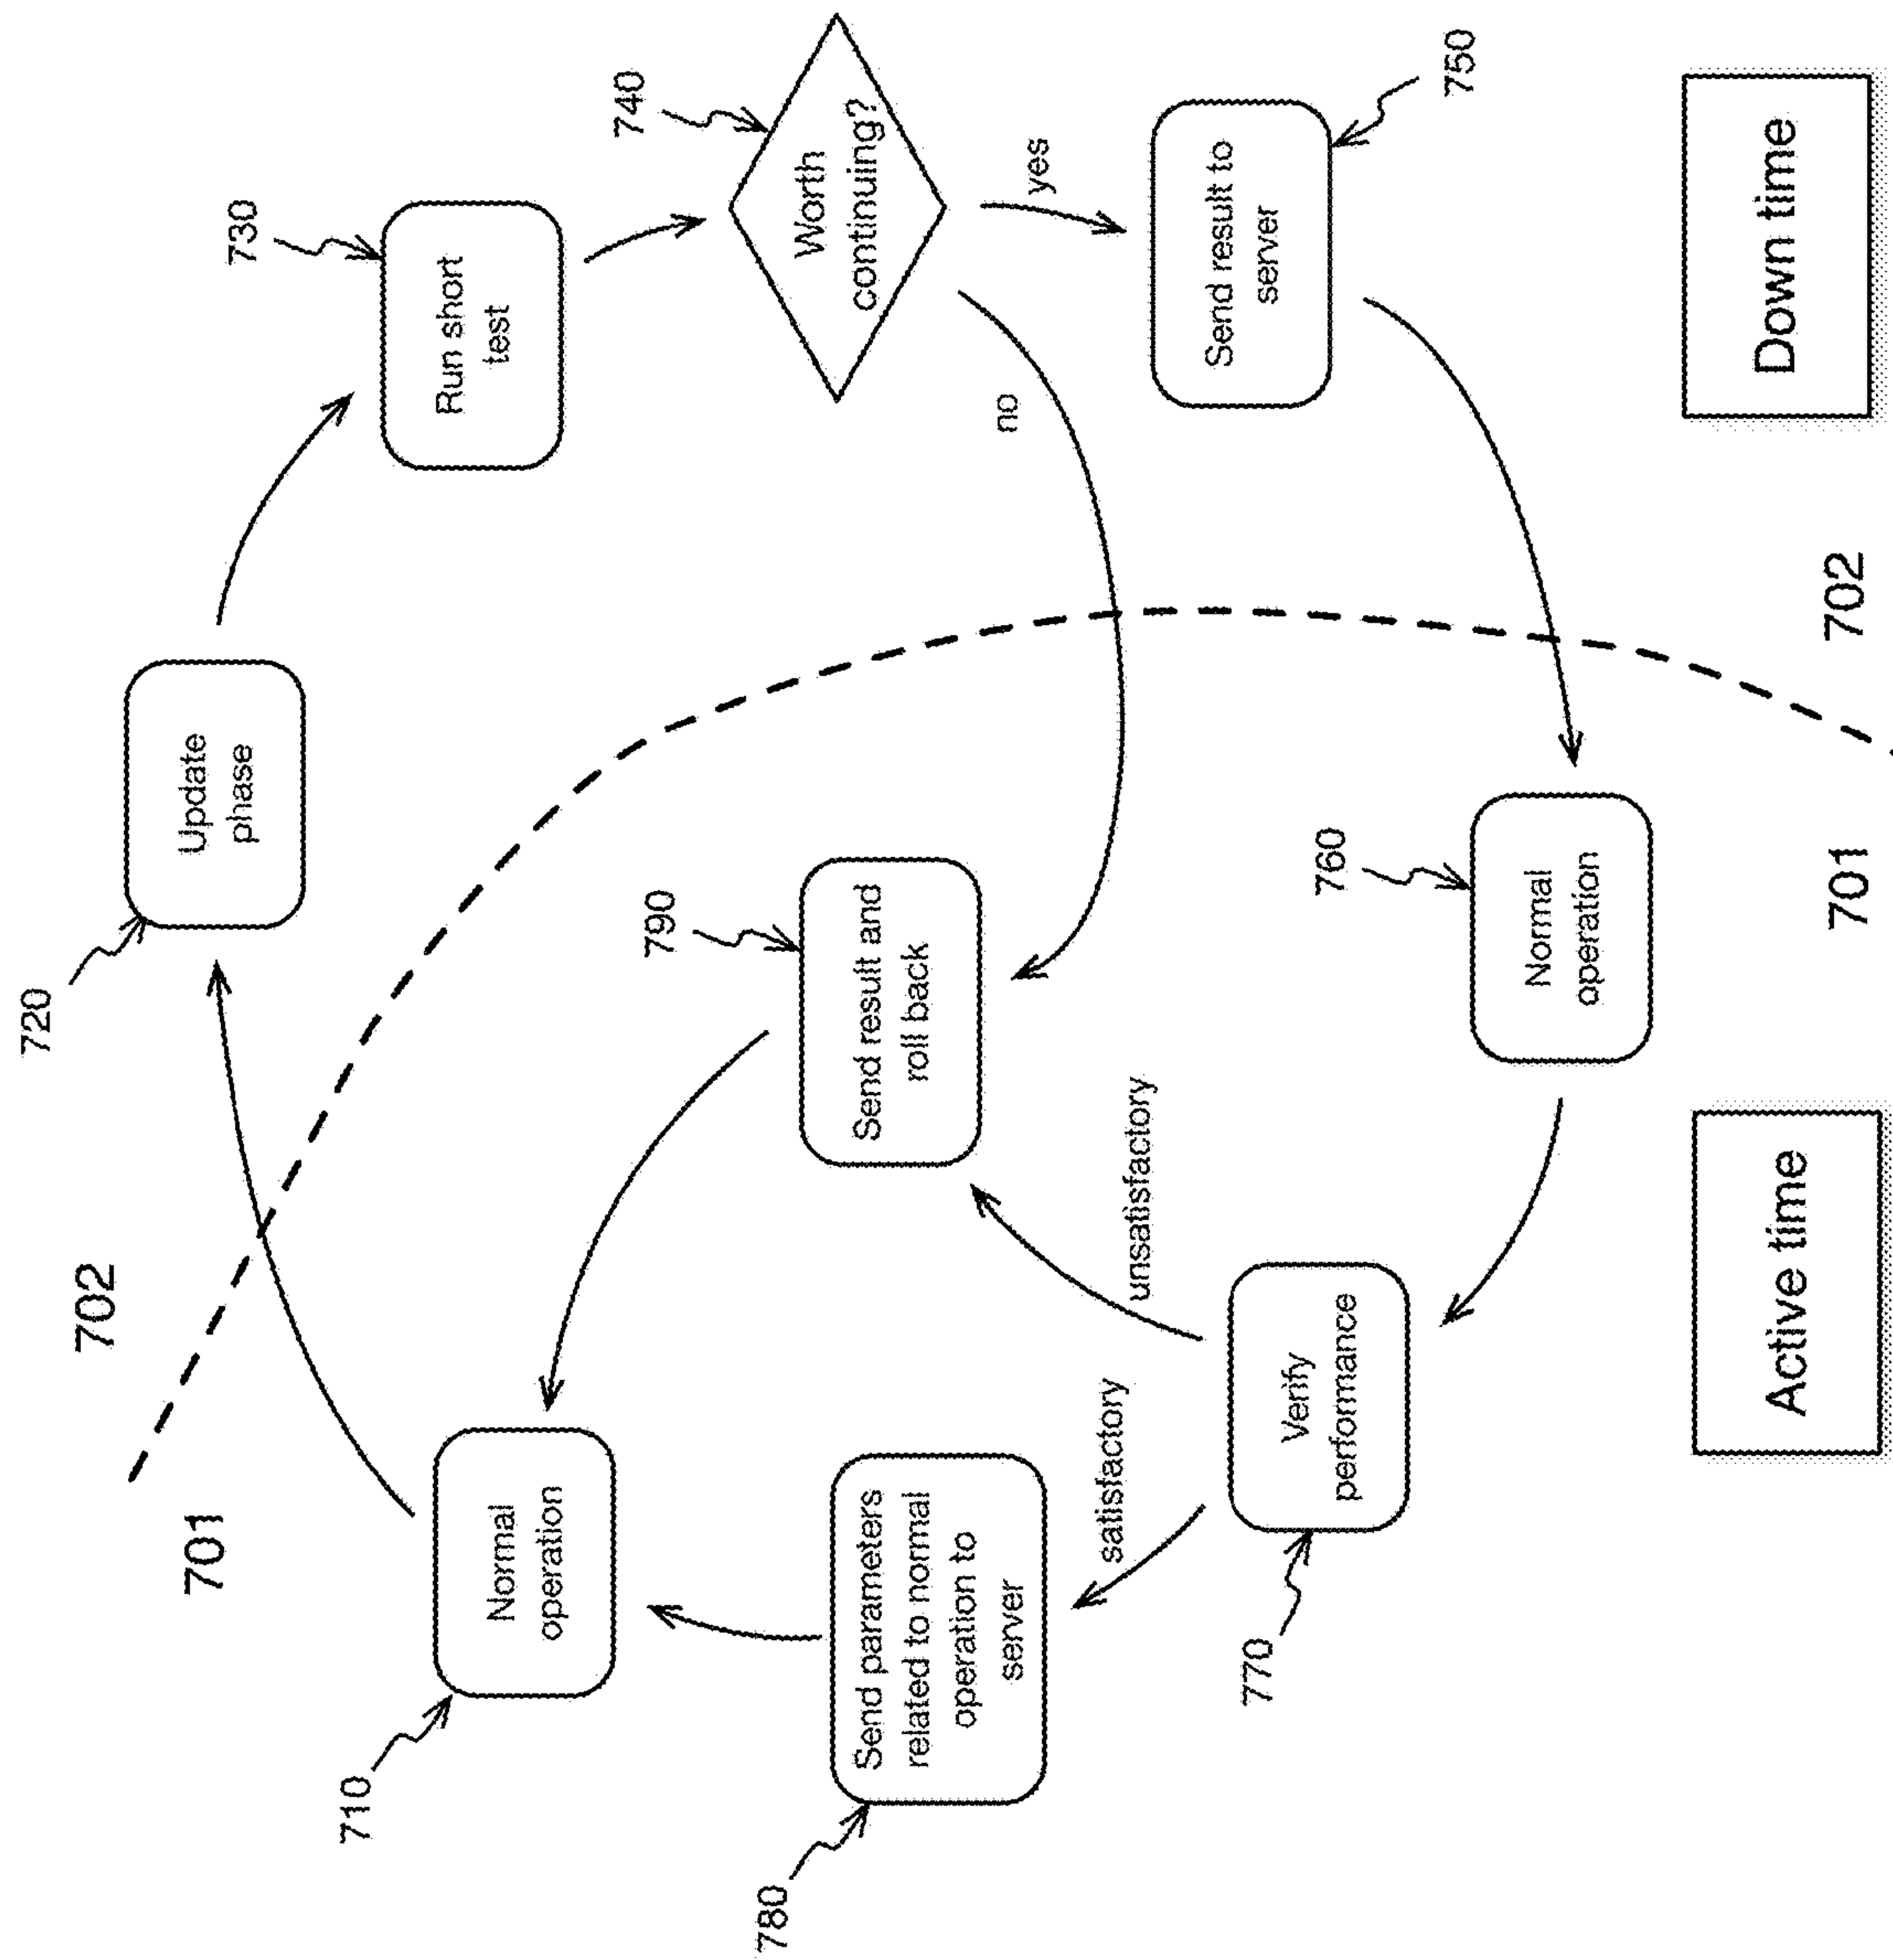 702
701
720
Update
phase
710
Normal
operation
730
Run short
test
740
Worth
continuing?
yes
no
750
Send result to
server
790
Send result and
roll back
780
Send parameters
related to normal
operation to
server
satisfactory
unsatisfactory
770
Verify
performance
760
Normal
operation
701
702
Active time
Down time